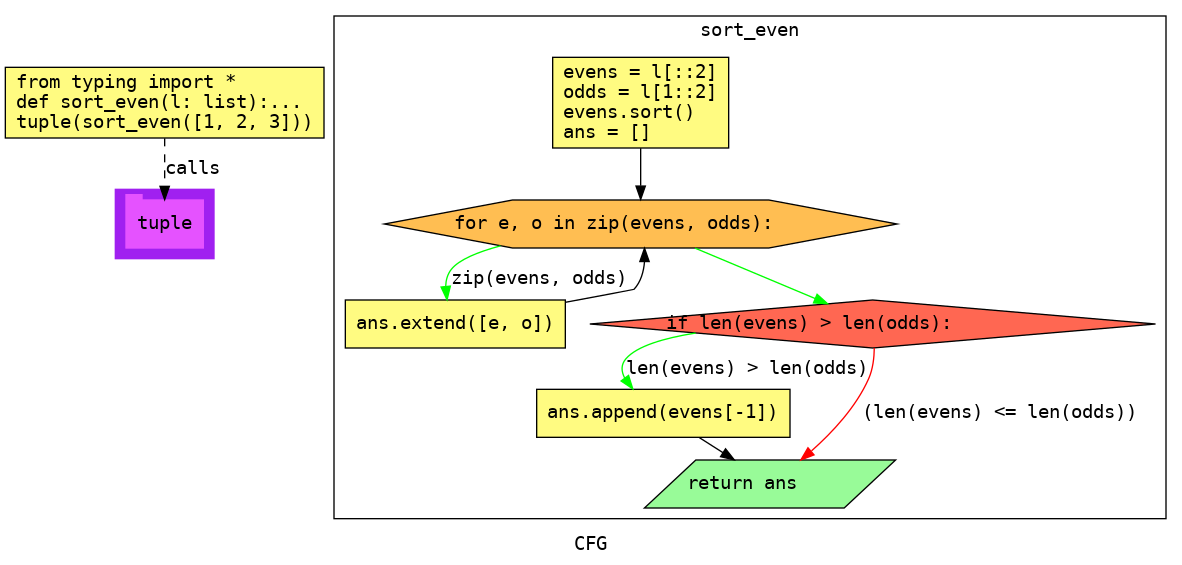 from typing import *
def sort_even(l: list):...
tuple(sort_even([1, 2, 3]))
calls
tuple
sort_even
evens = l[::2]
odds = l[1::2]
evens.sort()
ans = []
for e, o in zip(evens, odds):
zip(evens, odds)
ans.extend([e, o])
if len(evens) > len(odds):
len(evens) > len(odds)
ans.append(evens[-1])
(len(evens) <= len(odds))
return ans
CFG